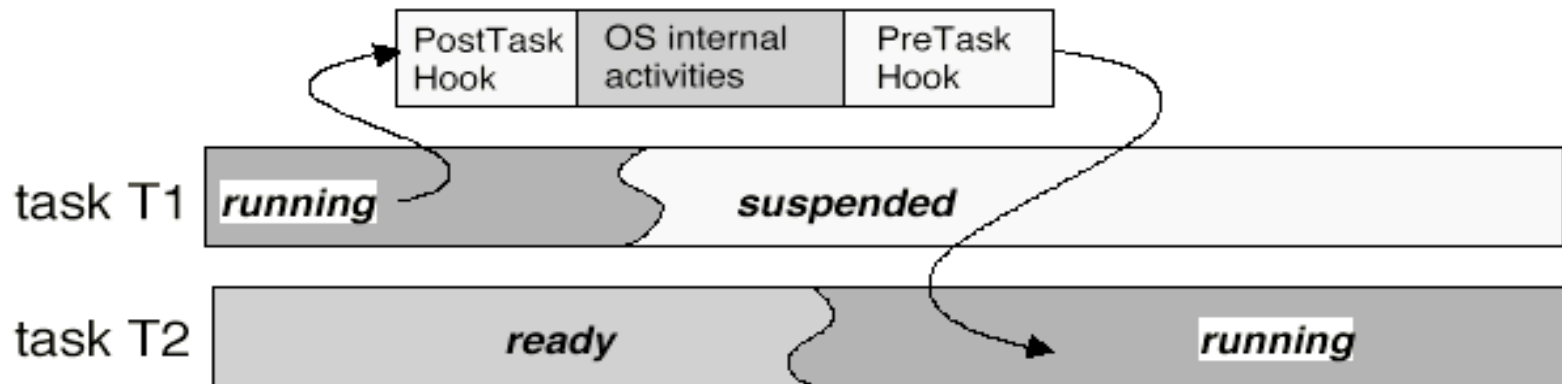 PostTask
Hook
OS internal
activities
PreTask
Hook
task T1
running
suspended
task T2
ready
running